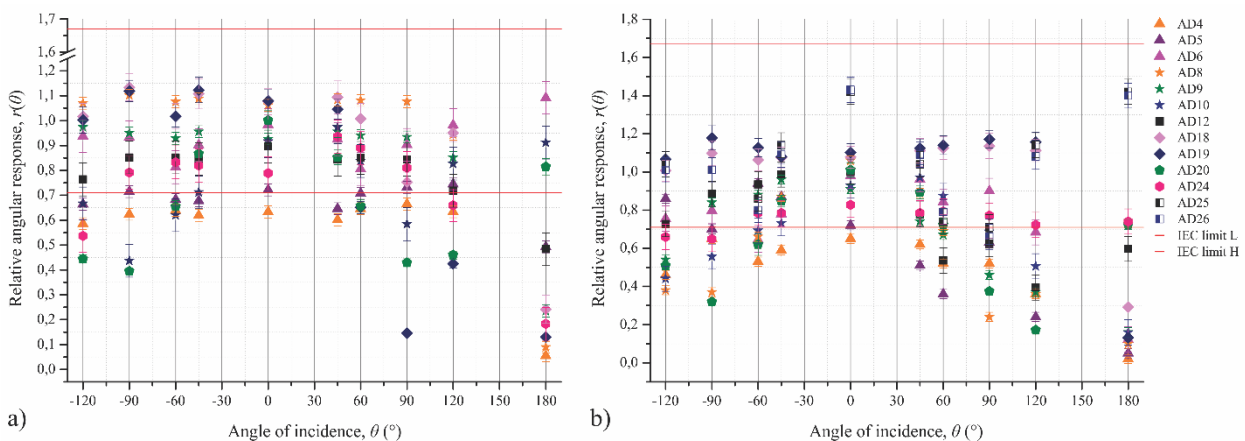 1,7
1,6
1,2
1,1
1,0
0,9
0,8
0,7
0,6
0,5
0,4
0,3
0,2
0,1
0,0
Relative angular response, r(θ)
-120 -90 -60 -30 0 30 60 90 120 150 180
Angle of incidence, θ (°)
a)
1,8
1,6
1,4
1,2
1,0
0,8
0,6
0,4
0,2
0,0
Relative angular response, r(θ)
-120 -90 -60 -30 0 30 60 90 120 150 180
Angle of incidence, θ (°)
b)
AD4
AD5
AD6
AD8
AD9
AD10
AD12
AD18
AD19
AD20
AD24
AD25
AD26
IEC limit L
IEC limit H